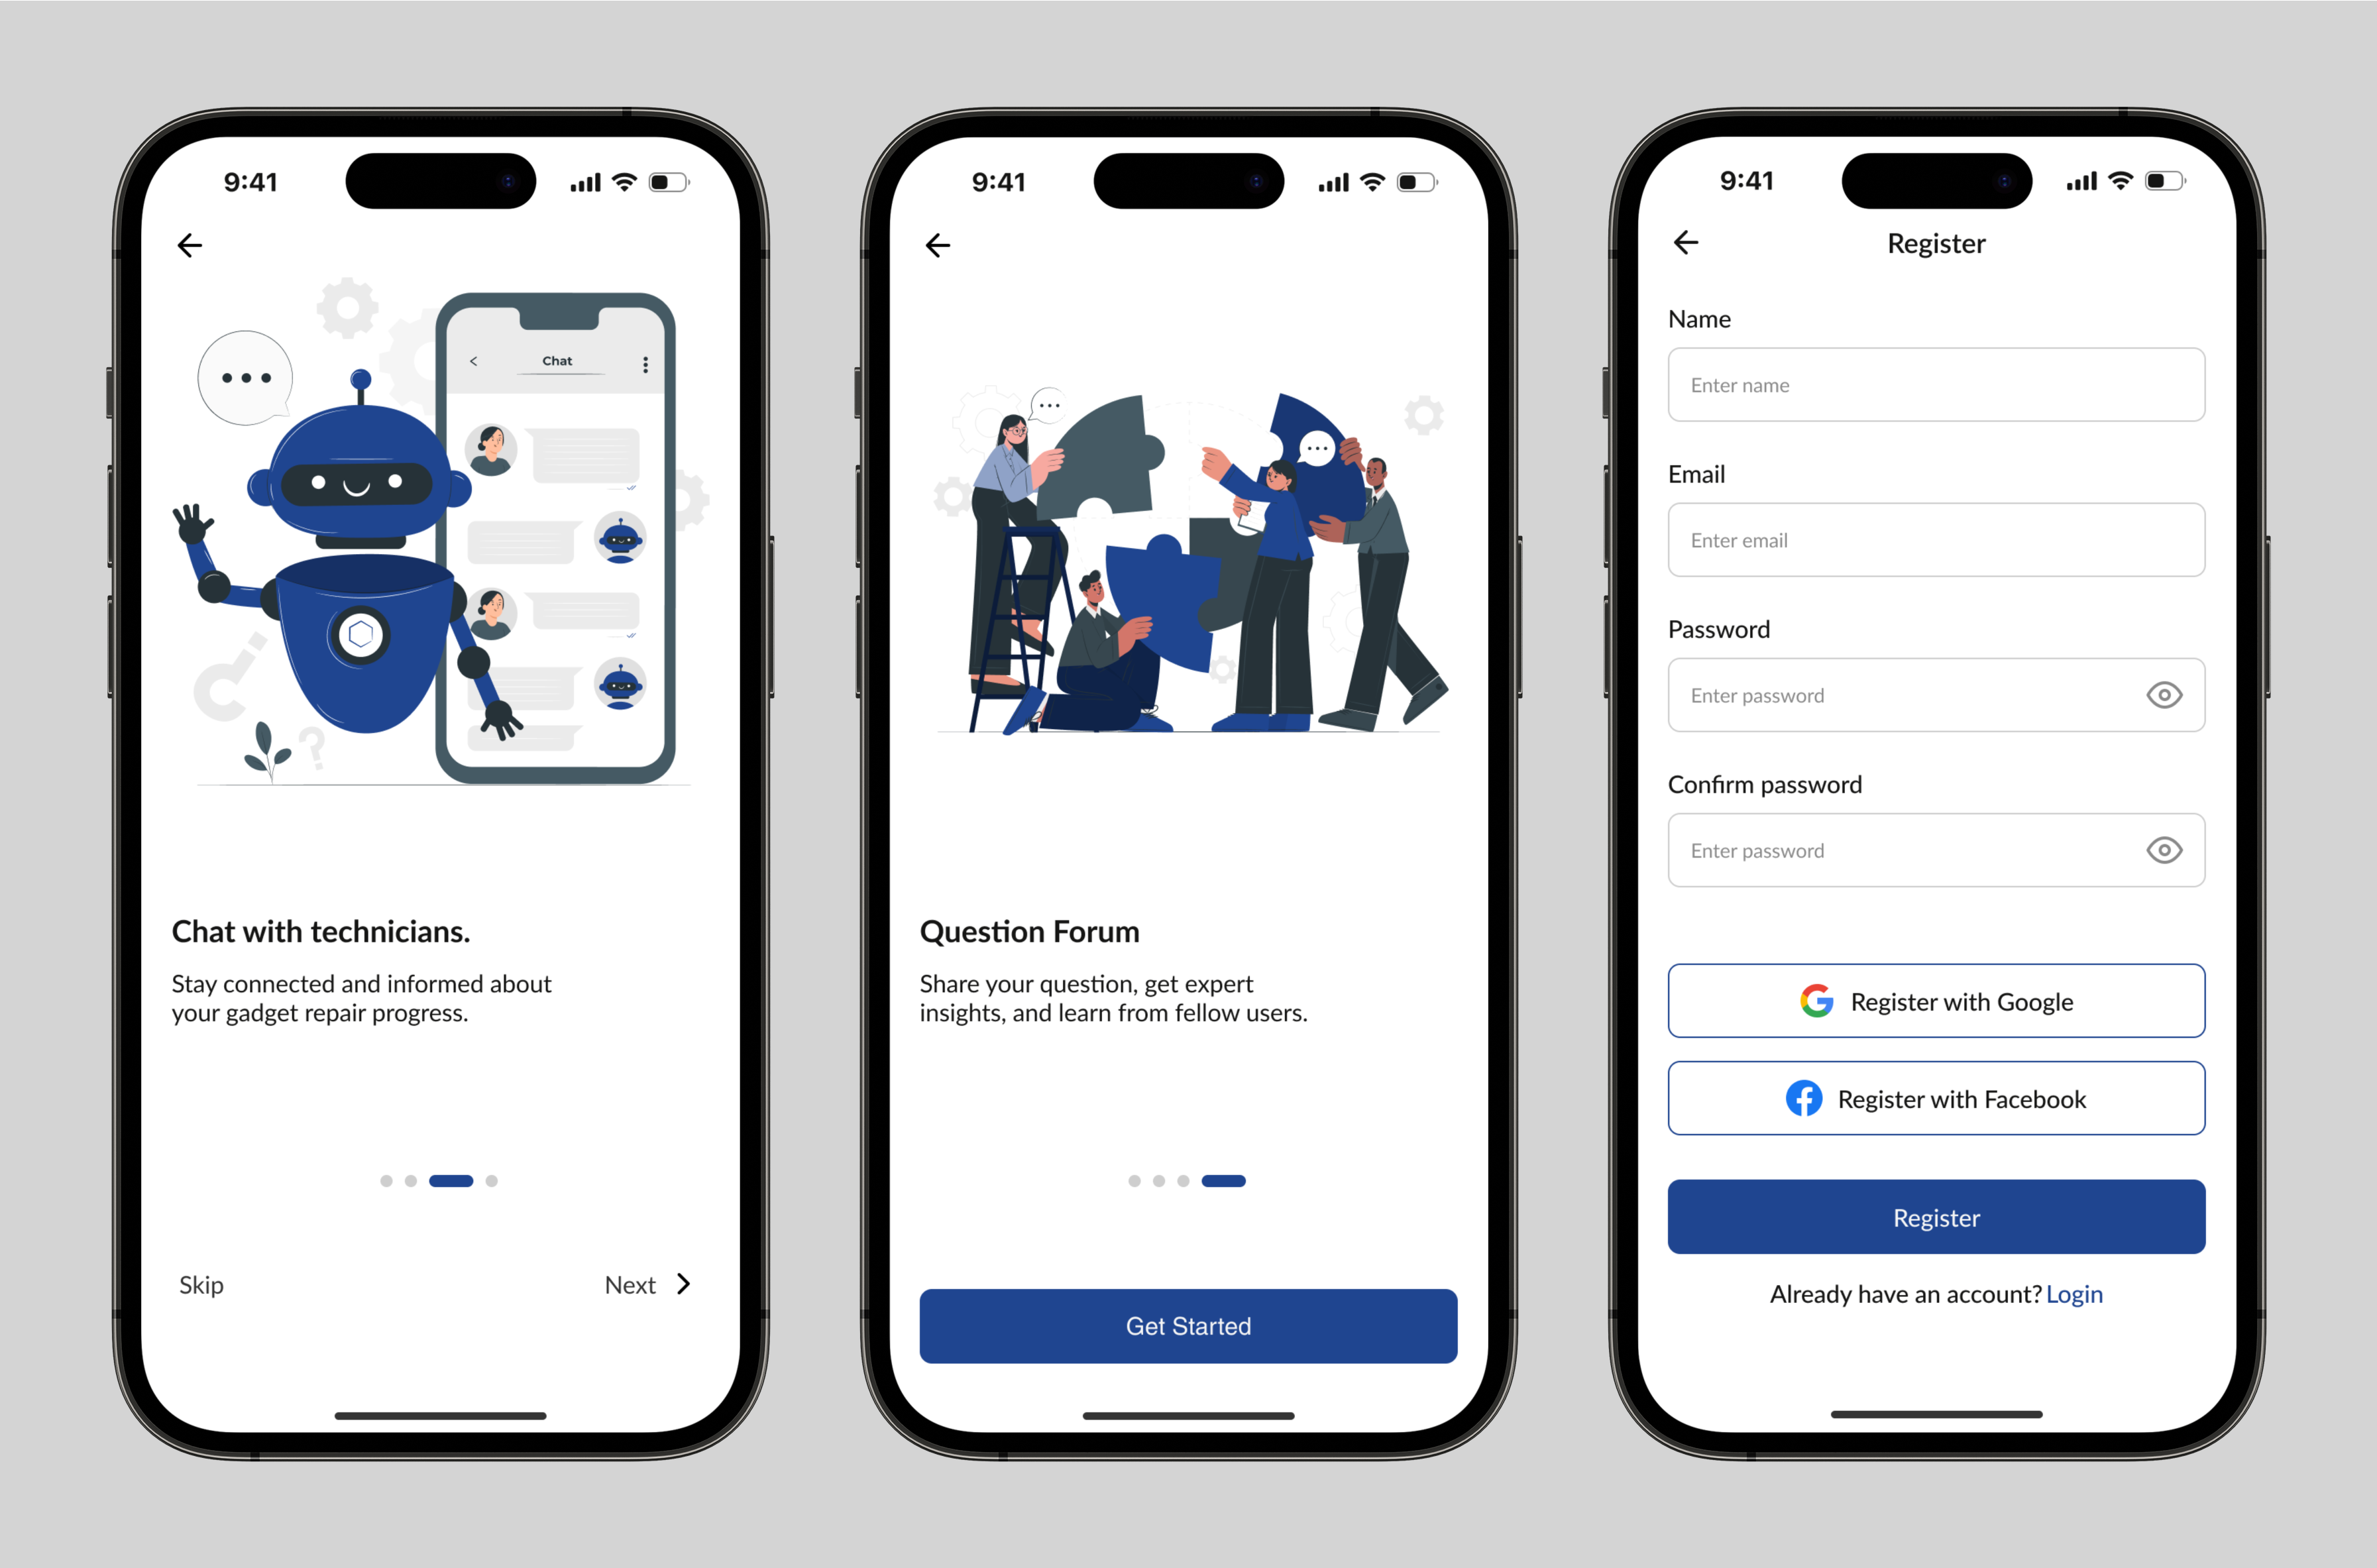 9:41
Chat
Chat with technicians.
Stay connected and informed about
your gadget repair progress.
Skip
Next
9:41
Question Forum
Share your question, get expert
insights, and learn from fellow users.
Get Started
9:41
Register
Name
Enter name
Email
Enter email
Password
Enter password
Confirm password
Enter password
Register with Google
Register with Facebook
Register
Already have an account? Login